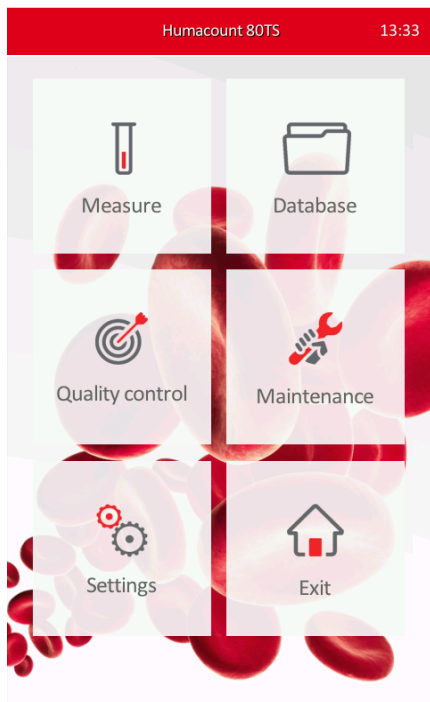 Humacount 80TS 13:33
Measure Database
Quality control Maintenance
Settings Exit